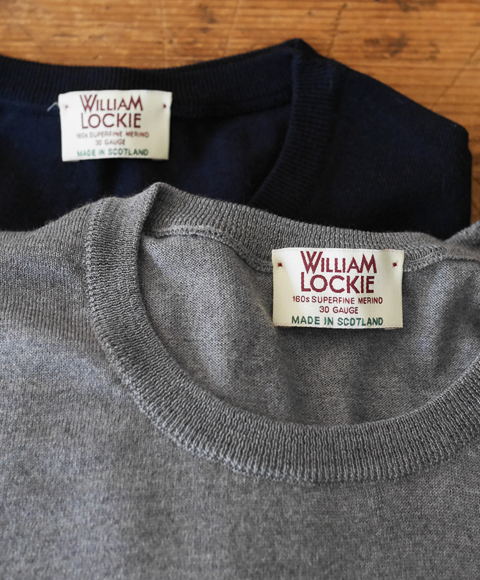 WILLIAM
LOCKIE
160s SUPERFINE MERINO
30 GAUGE
MADE IN SCOTLAND
WILLIAM
LOCKIE
160s SUPERFINE MERINO
30 GAUGE
MADE IN SCOTLAND